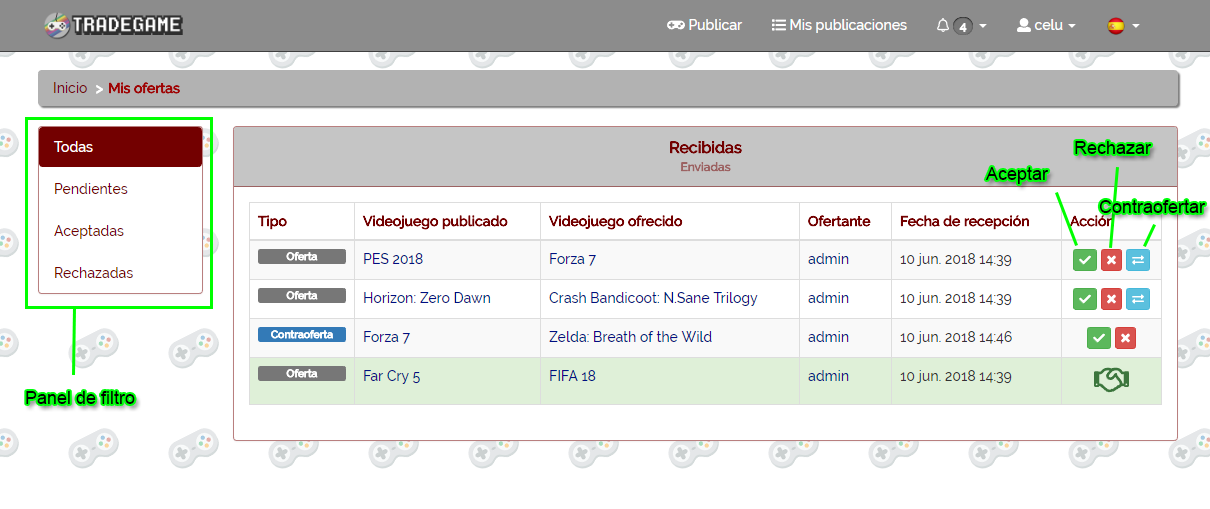 TRADEGAME
Publicar
Mis publicaciones
4
celu
Inicio > Mis ofertas
Todas
Pendientes
Aceptadas
Rechazadas
Panel de filtro
Recibidas
Enviadas
Aceptar
Rechazar
Contraofertar
Tipo Videojuego publicado Videojuego ofrecido Ofertante Fecha de recepción Acción
Oferta PES 2018 Forza 7 admin 10 jun. 2018 14:39
Oferta Horizon: Zero Dawn Crash Bandicoot: N.Sane Trilogy admin 10 jun. 2018 14:39
Contraoferta Forza 7 Zelda: Breath of the Wild admin 10 jun. 2018 14:46
Oferta Far Cry 5 FIFA 18 admin 10 jun. 2018 14:39